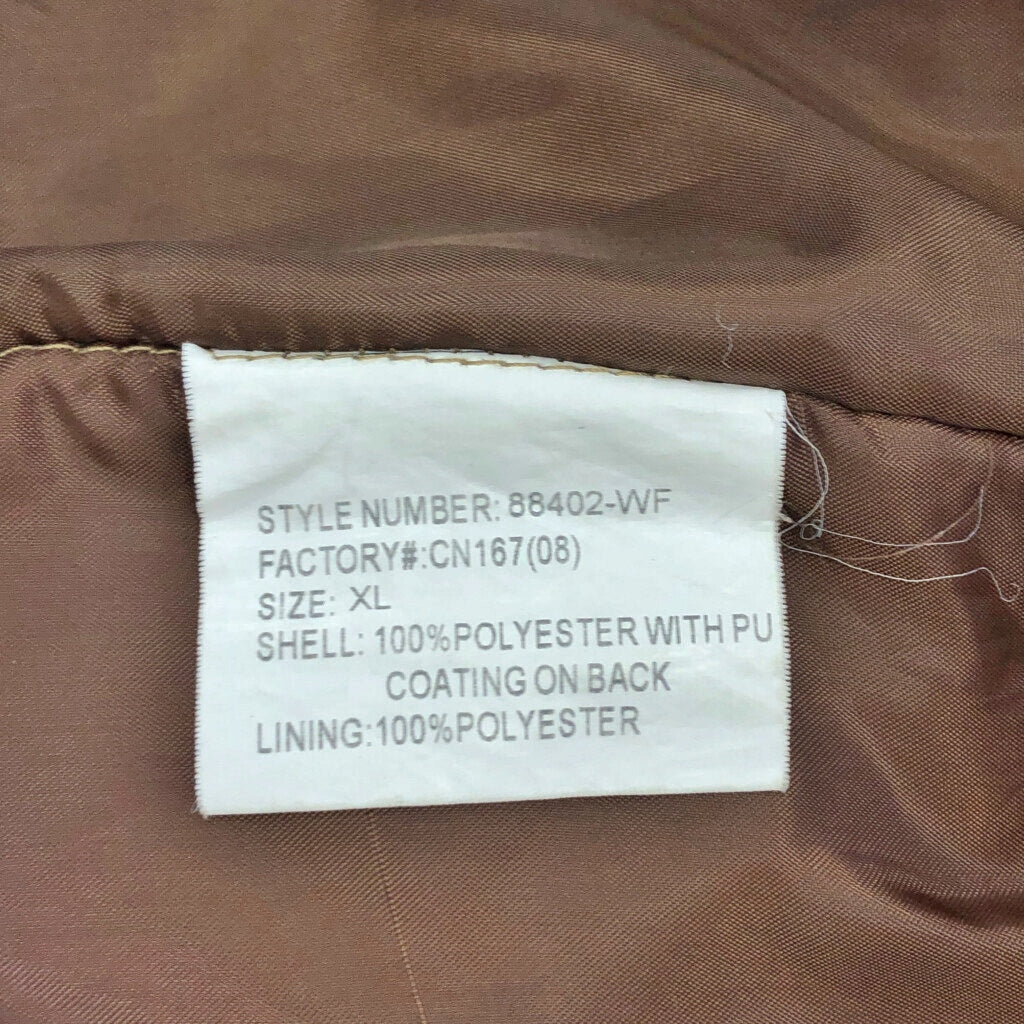 STYLE NUMBER: 88402-WF
FACTORY#:CN167(08)
SIZE: XL
SHELL: 100%POLYESTER WITH PU
COATING ON BACK
LINING:100%POLYESTER